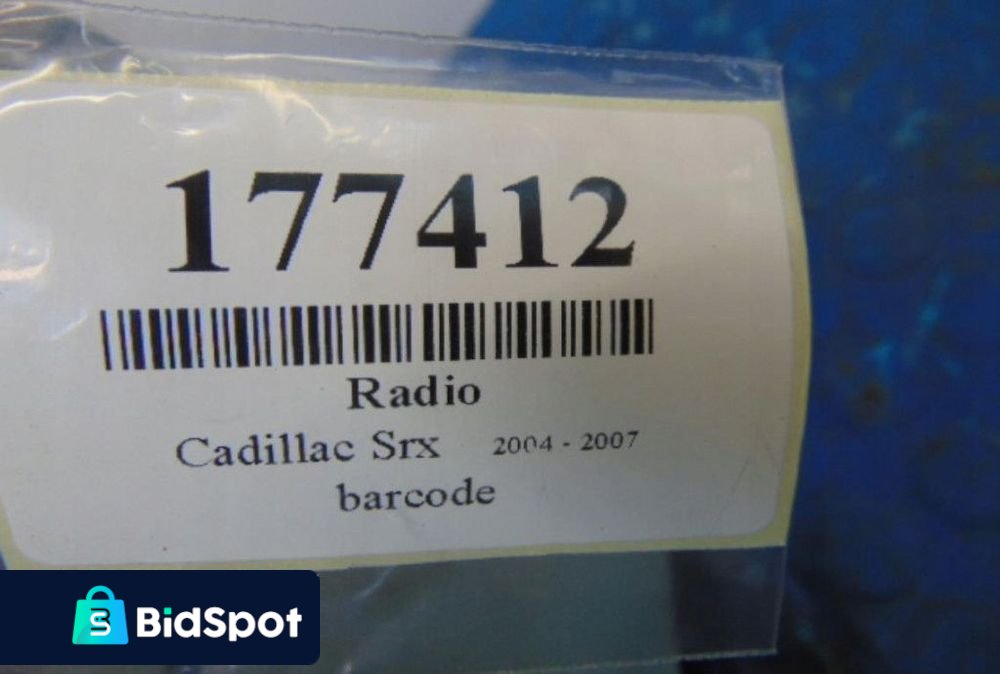 177412
Radio
Cadillac Srx 2004 - 2007
barcode
BidSpot